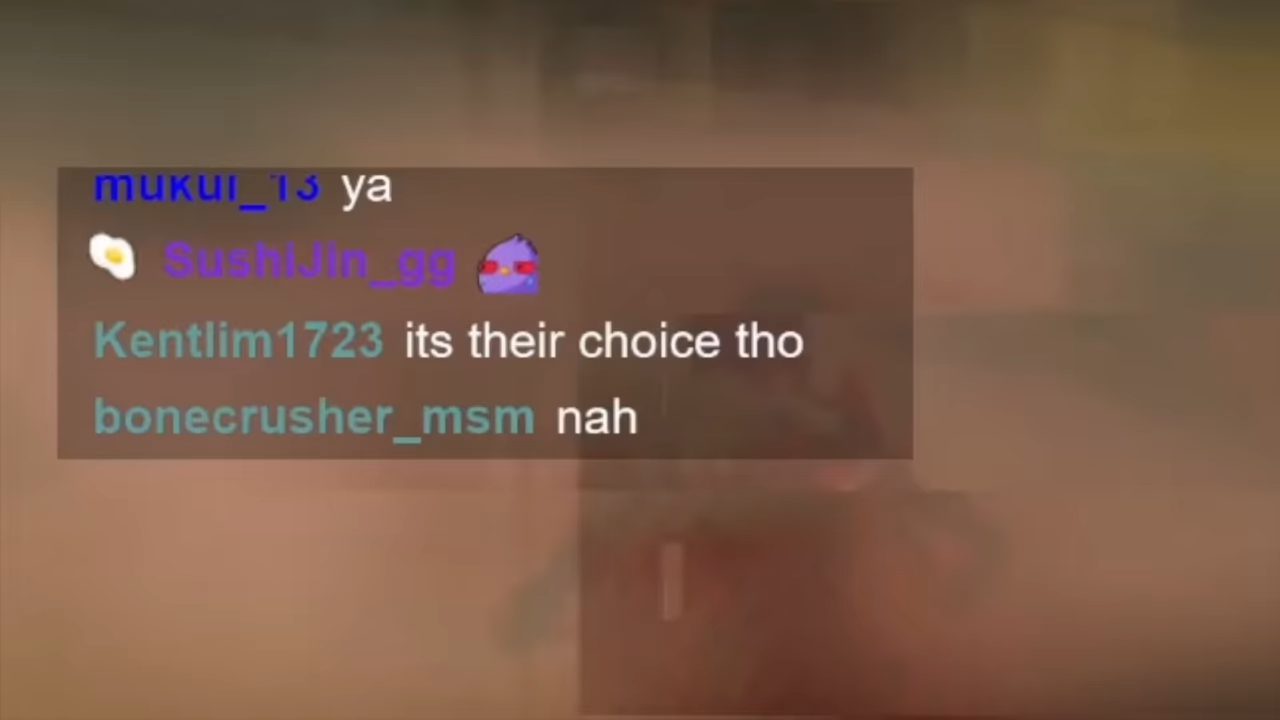 ya
SushiJin_gg
Kentlim1723 its their choice tho
bonecrusher_msm nah